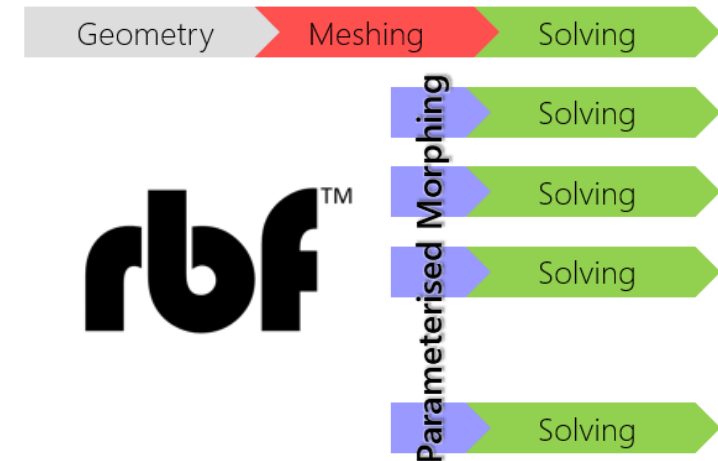 Geometry
Meshing
Solving
Solving
Solving
Solving
Solving
Parameterised Morphing
rbf™